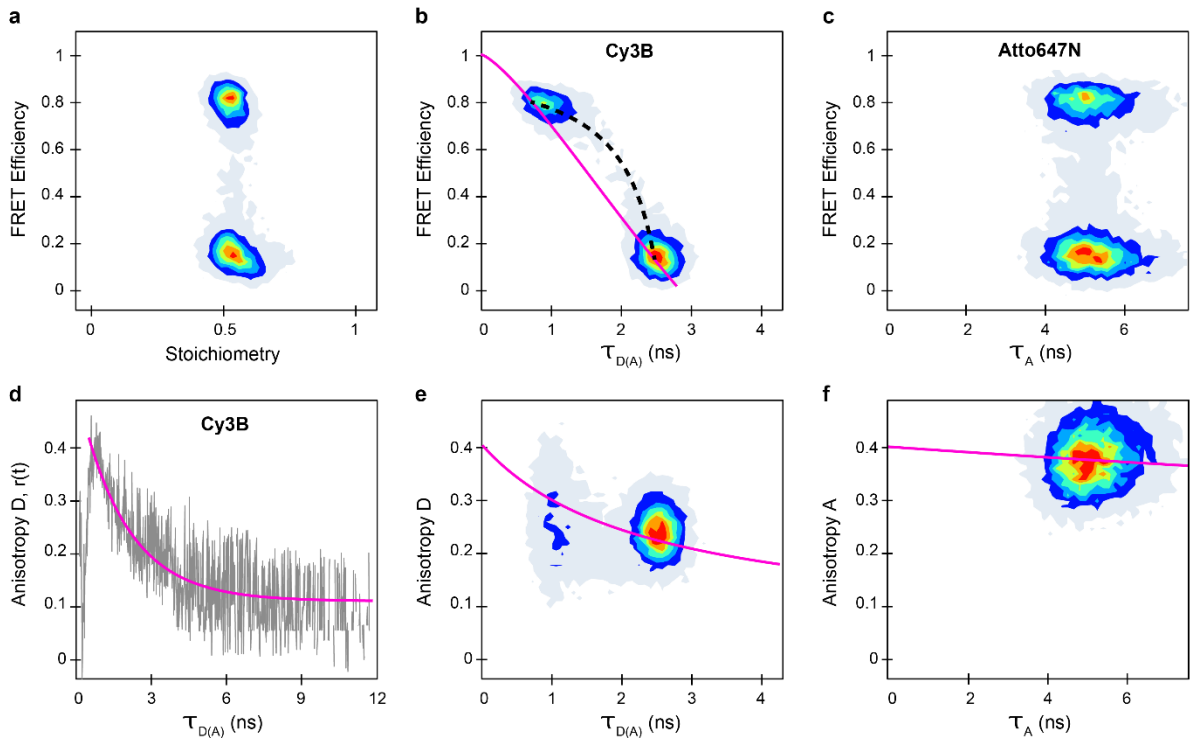 a
FRET Efficiency
1
0.8
0.6
0.4
0.2
0
0 0.5 1
Stoichiometry
b
Cy3B
FRET Efficiency
1
0.8
0.6
0.4
0.2
0
0 1 2 3 4
τD(A) (ns)
c
Atto647N
FRET Efficiency
1
0.8
0.6
0.4
0.2
0
0 2 4 6
τA (ns)
d
Cy3B
Anisotropy D, r(t)
0.4
0.3
0.2
0.1
0
0 3 6 9 12
τD(A) (ns)
e
Anisotropy D
0.4
0.3
0.2
0.1
0
0 1 2 3 4
τD(A) (ns)
f
Anisotropy A
0.4
0.3
0.2
0.1
0
0 2 4 6
τA (ns)